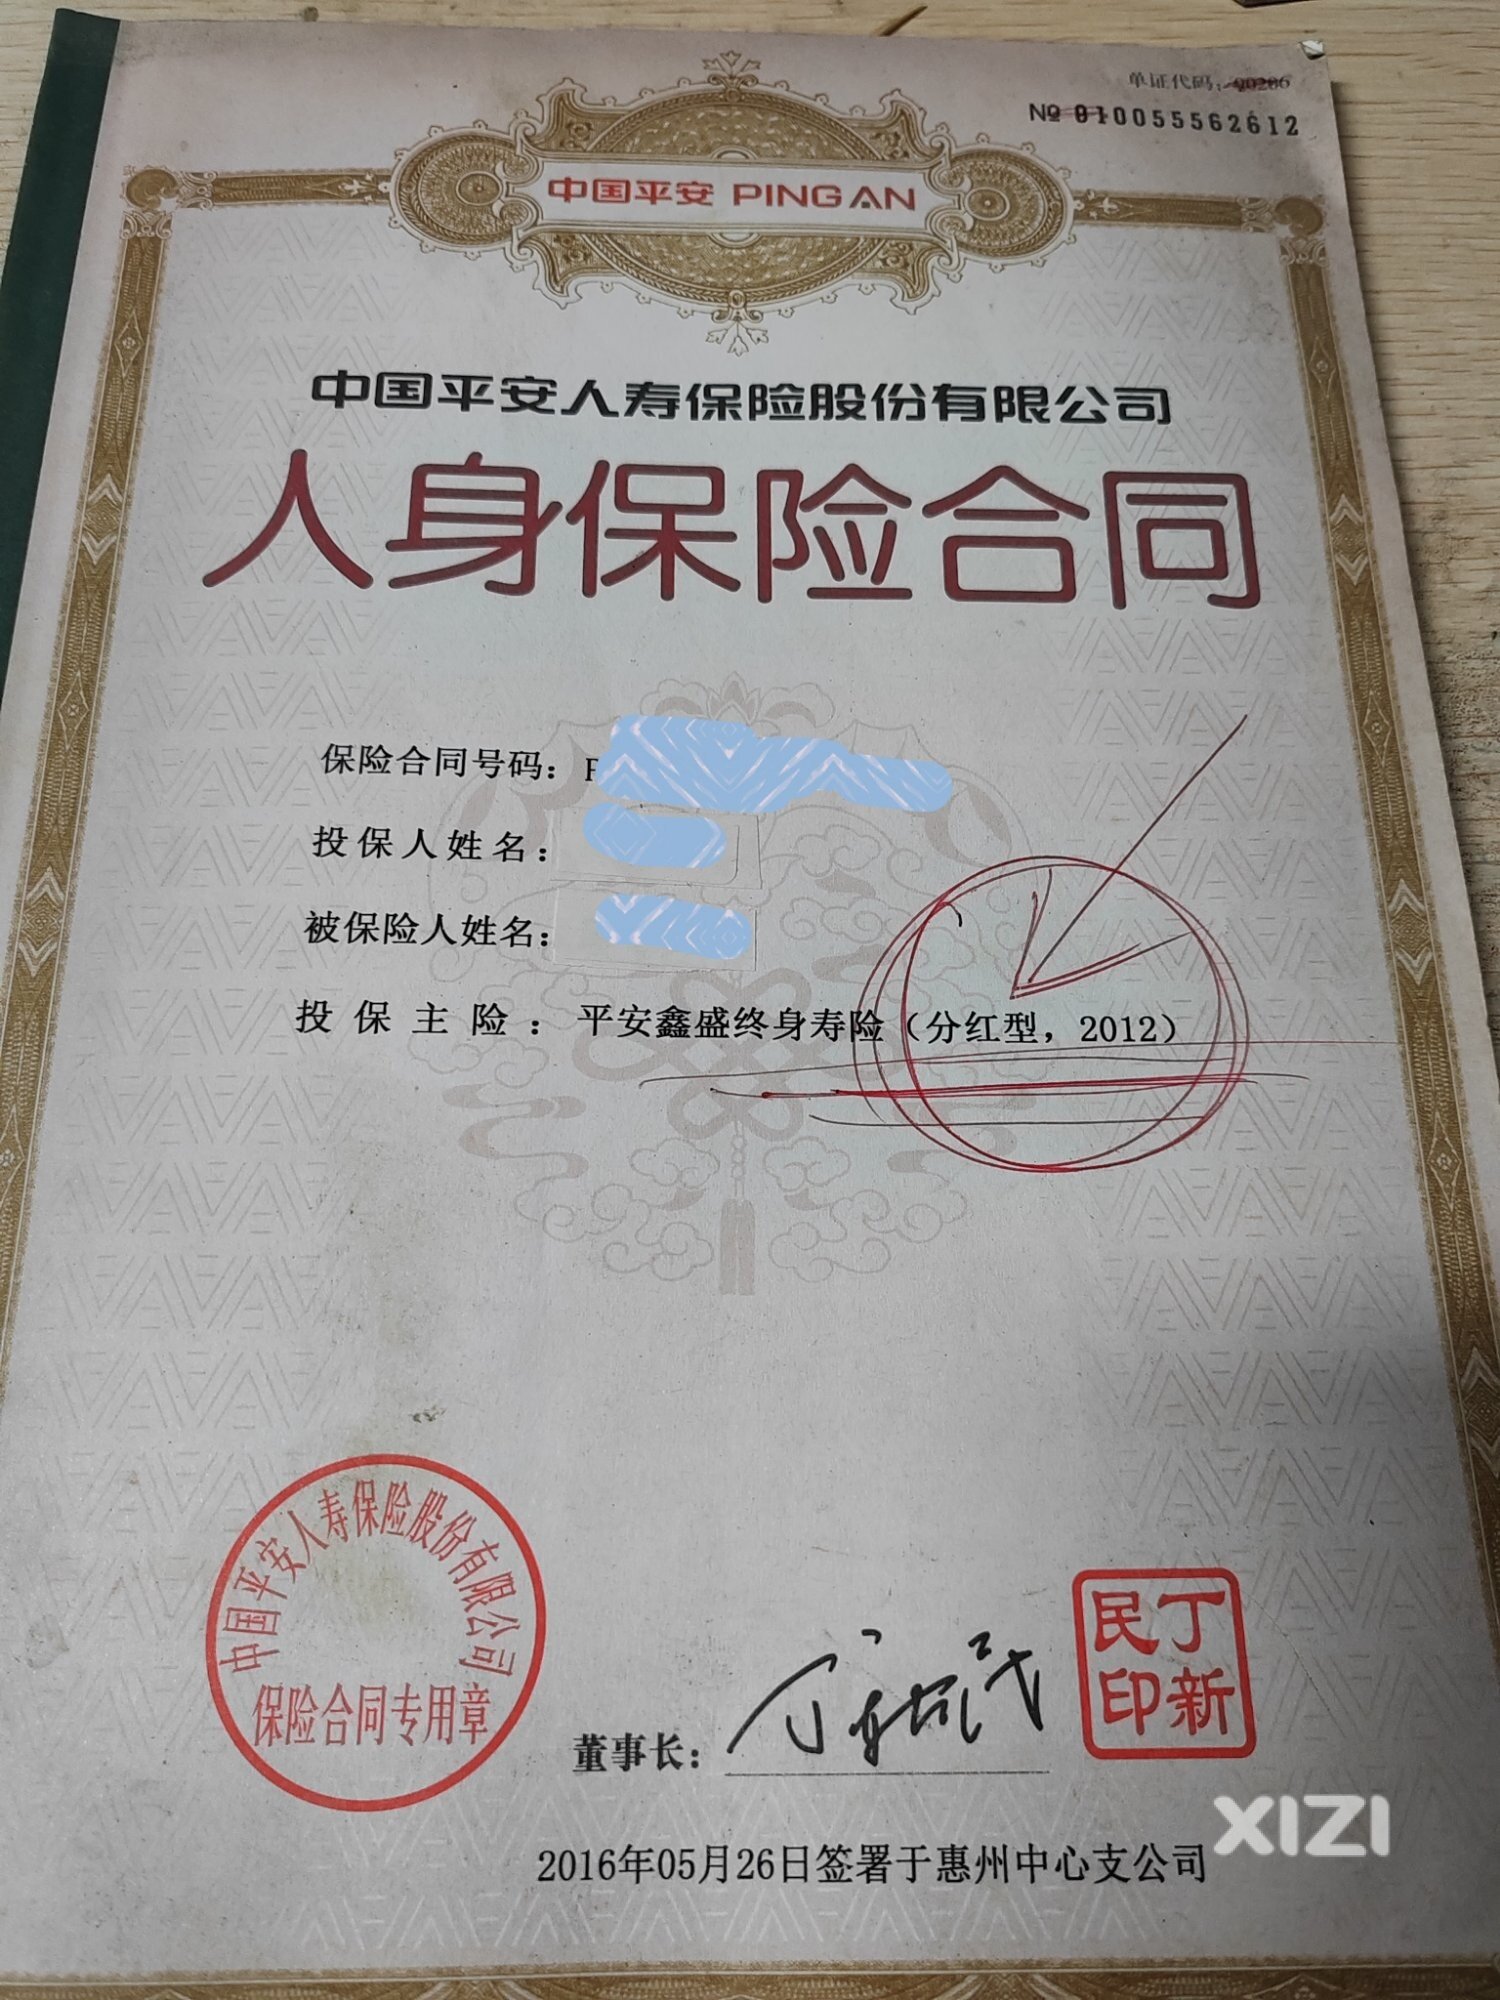 单证代码：90206
№ 010055562612
中国平安 PINGAN
中国平安人寿保险股份有限公司
人身保险合同
保险合同号码：P
投保人姓名：
被保险人姓名：
投保主险：平安鑫盛终身寿险（分红型，2012）
中国平安人寿保险股份有限公司
保险合同专用章
董事长：
丁新
民印
XIZI
2016年05月26日签署于惠州中心支公司